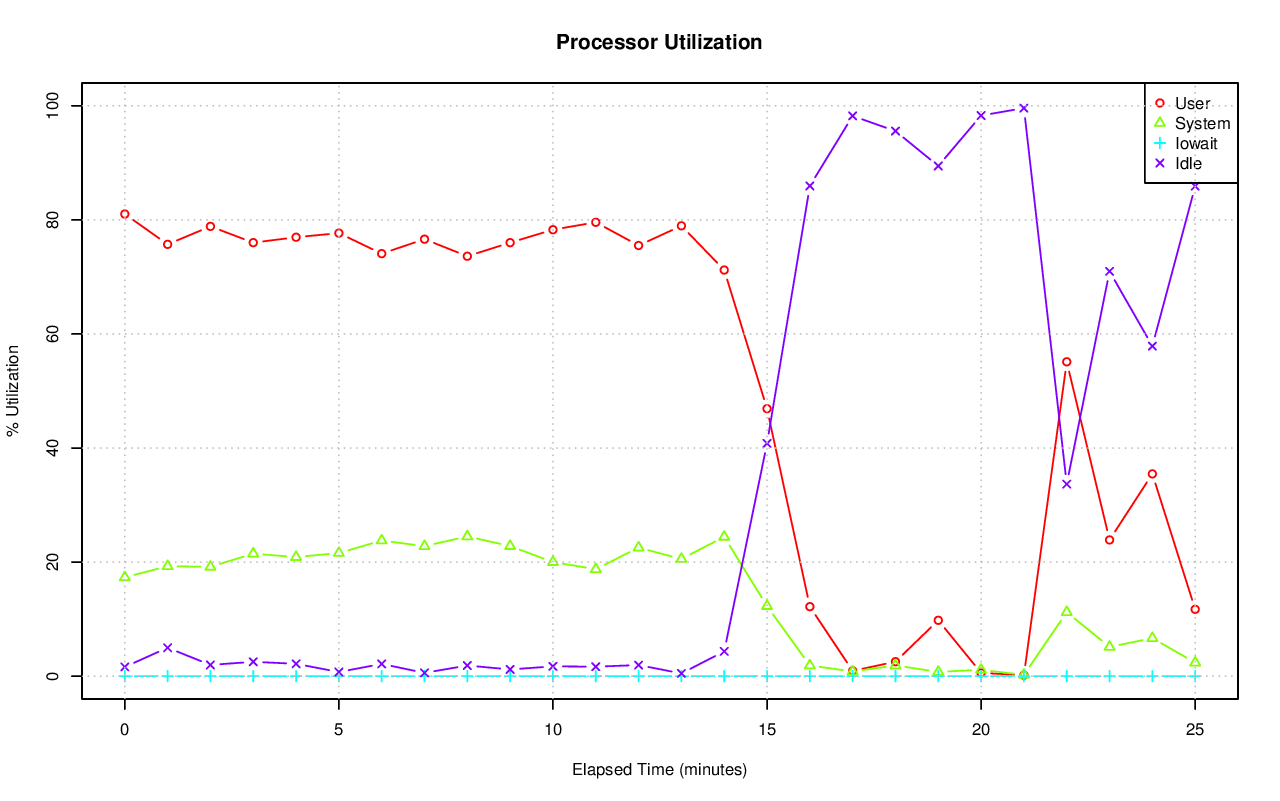 Processor Utilization
User
System
Iowait
Idle
% Utilization
100
80
60
40
20
0
0 5 10 15 20 25
Elapsed Time (minutes)